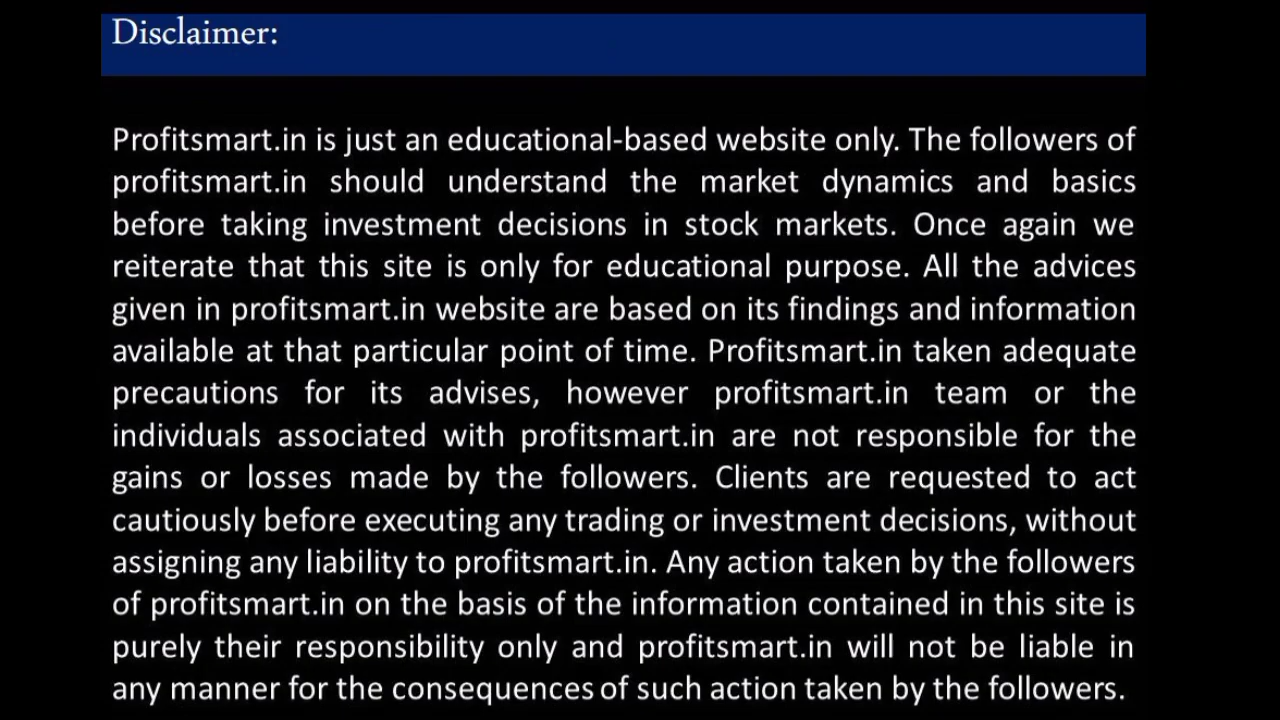 Disclaimer:
Profitsmart.in is just an educational-based website only. The followers of
profitsmart.in should understand the market dynamics and basics
before taking investment decisions in stock markets. Once again we
reiterate that this site is only for educational purpose. All the advices
given in profitsmart.in website are based on its findings and information
available at that particular point of time. Profitsmart.in taken adequate
precautions for its advises, however profitsmart.in team or the
individuals associated with profitsmart.in are not responsible for the
gains or losses made by the followers. Clients are requested to act
cautiously before executing any trading or investment decisions, without
assigning any liability to profitsmart.in. Any action taken by the followers
of profitsmart.in on the basis of the information contained in this site is
purely their responsibility only and profitsmart.in will not be liable in
any manner for the consequences of such action taken by the followers.